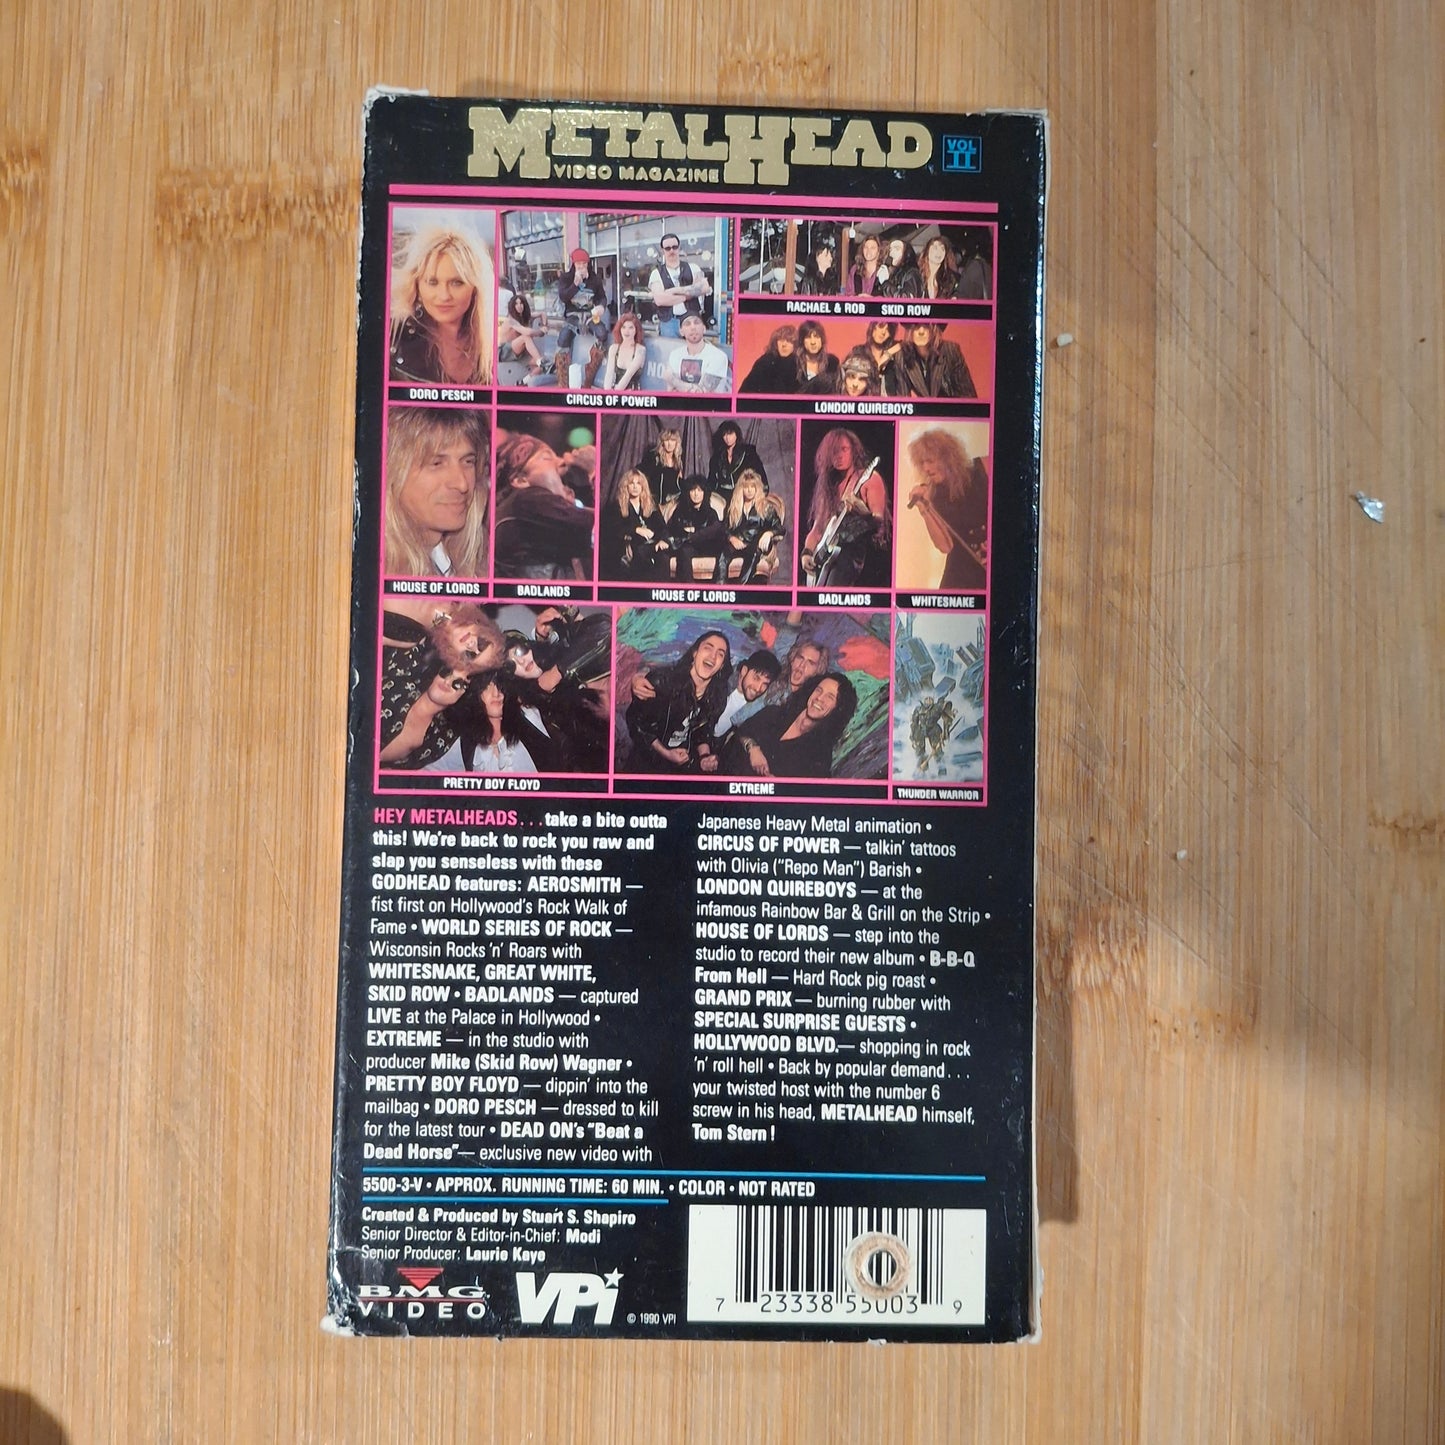 METALHEAD
VIDEO MAGAZINE
VOL
II
DORO PESCH
CIRCUS OF POWER
RACHAEL & ROB SKID ROW
LONDON QUIREBOYS
HOUSE OF LORDS
BADLANDS
HOUSE OF LORDS
BADLANDS
WHITESNAKE
PRETTY BOY FLOYD
EXTREME
THUNDER WARRIOR
HEY METALHEADS. . . take a bite outta
this! We're back to rock you raw and
slap you senseless with these
GODHEAD features: AEROSMITH —
fist first on Hollywood's Rock Walk of
Fame • WORLD SERIES OF ROCK —
Wisconsin Rocks 'n' Roars with
WHITESNAKE, GREAT WHITE,
SKID ROW • BADLANDS — captured
LIVE at the Palace in Hollywood •
EXTREME — in the studio with
producer Mike (Skid Row) Wagner •
PRETTY BOY FLOYD — dippin' into the
mailbag • DORO PESCH — dressed to kill
for the latest tour • DEAD ON's "Beat a
Dead Horse"— exclusive new video with
Japanese Heavy Metal animation •
CIRCUS OF POWER — talkin' tattoos
with Olivia ("Repo Man") Barish •
LONDON QUIREBOYS — at the
infamous Rainbow Bar & Grill on the Strip •
HOUSE OF LORDS — step into the
studio to record their new album • B-B-Q
From Hell — Hard Rock pig roast •
GRAND PRIX — burning rubber with
SPECIAL SURPRISE GUESTS •
HOLLYWOOD BLVD.— shopping in rock
'n' roll hell • Back by popular demand. . .
your twisted host with the number 6
screw in his head, METALHEAD himself,
Tom Stern!
5500-3-V • APPROX. RUNNING TIME: 60 MIN. • COLOR • NOT RATED
Created & Produced by Stuart S. Shapiro
Senior Director & Editor-in-Chief: Modi
Senior Producer: Laurie Kaye
BMG
VIDEO
VPi
© 1990 VPI
7 23338 55003 9